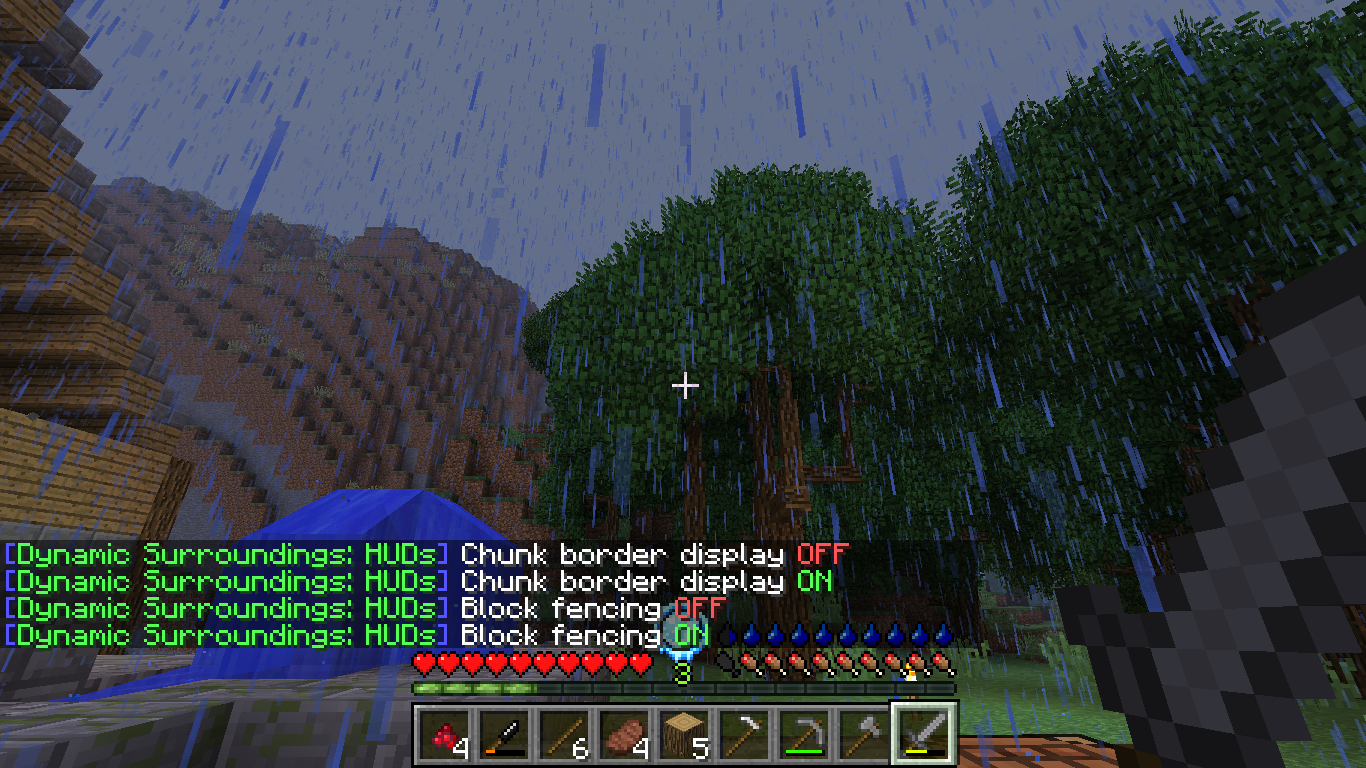 [Dynamic Surroundings: HUDs] Chunk border display OFF
[Dynamic Surroundings: HUDs] Chunk border display ON
[Dynamic Surroundings: HUDs] Block fencing OFF
[Dynamic Surroundings: HUDs] Block fencing ON
3
4 6 4 5